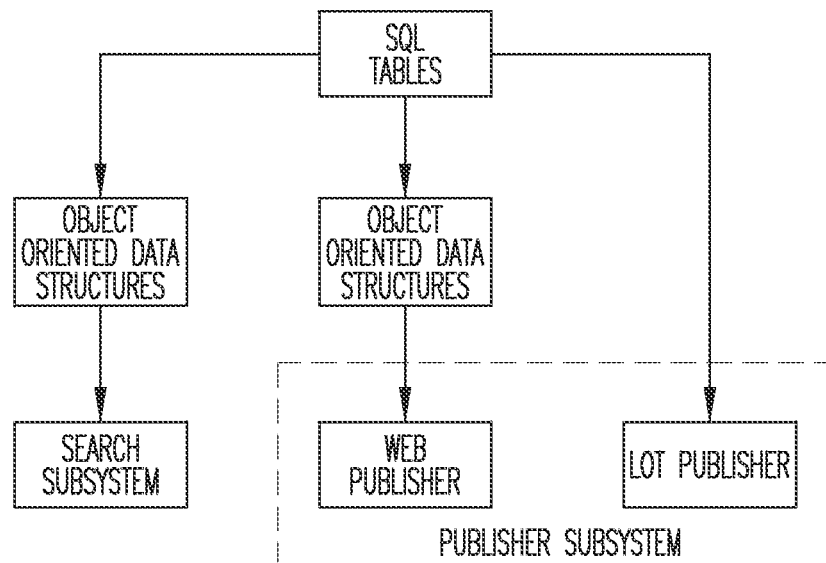 SQL
TABLES
OBJECT
ORIENTED DATA
STRUCTURES
OBJECT
ORIENTED DATA
STRUCTURES
SEARCH
SUBSYSTEM
WEB
PUBLISHER
LOT PUBLISHER
PUBLISHER SUBSYSTEM